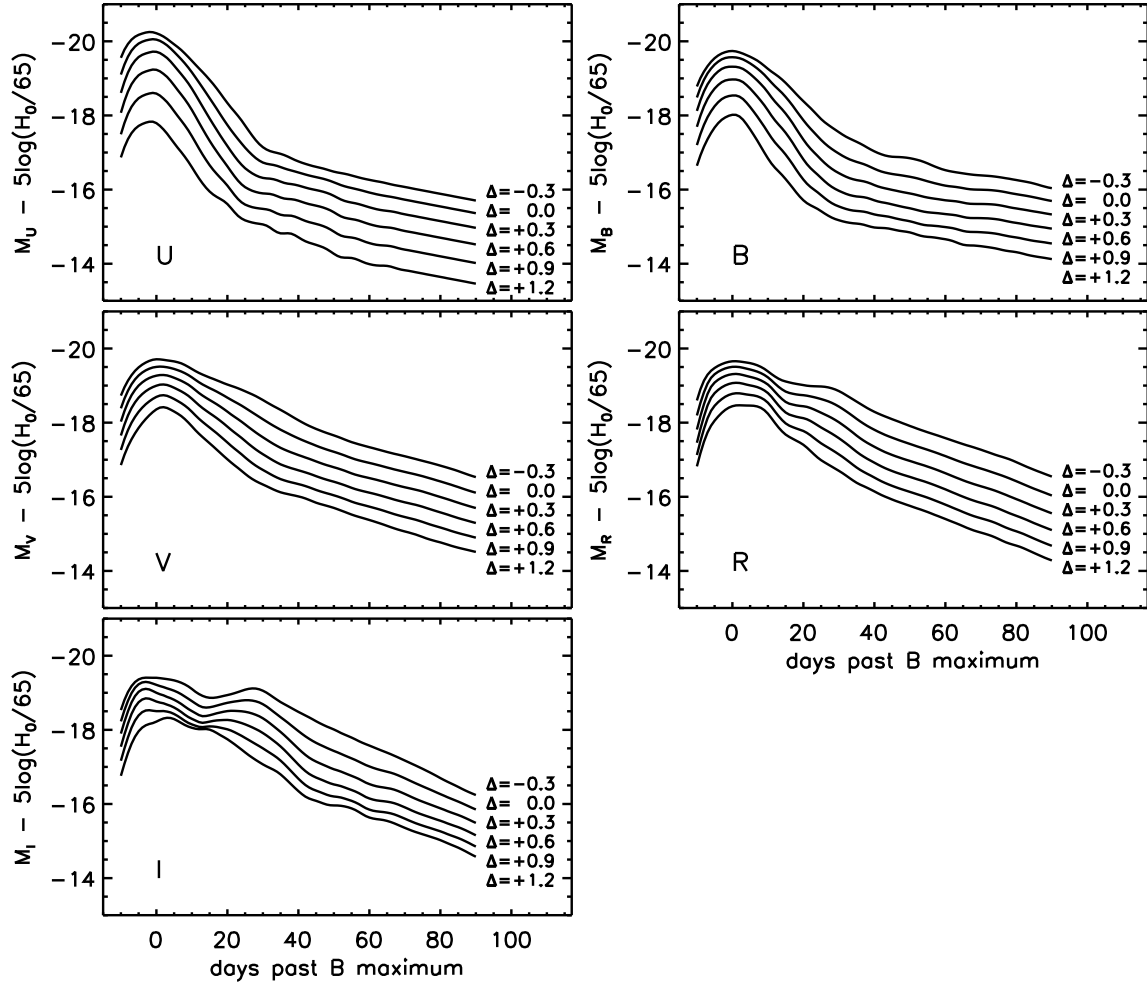 −20
−18
−16
−14
M_U − 5log(H_0/65)
U
Δ=−0.3
Δ= 0.0
Δ=+0.3
Δ=+0.6
Δ=+0.9
Δ=+1.2
−20
−18
−16
−14
M_B − 5log(H_0/65)
B
Δ=−0.3
Δ= 0.0
Δ=+0.3
Δ=+0.6
Δ=+0.9
Δ=+1.2
−20
−18
−16
−14
M_V − 5log(H_0/65)
V
Δ=−0.3
Δ= 0.0
Δ=+0.3
Δ=+0.6
Δ=+0.9
Δ=+1.2
−20
−18
−16
−14
M_R − 5log(H_0/65)
R
Δ=−0.3
Δ= 0.0
Δ=+0.3
Δ=+0.6
Δ=+0.9
Δ=+1.2
0 20 40 60 80 100
days past B maximum
−20
−18
−16
−14
M_I − 5log(H_0/65)
I
Δ=−0.3
Δ= 0.0
Δ=+0.3
Δ=+0.6
Δ=+0.9
Δ=+1.2
0 20 40 60 80 100
days past B maximum